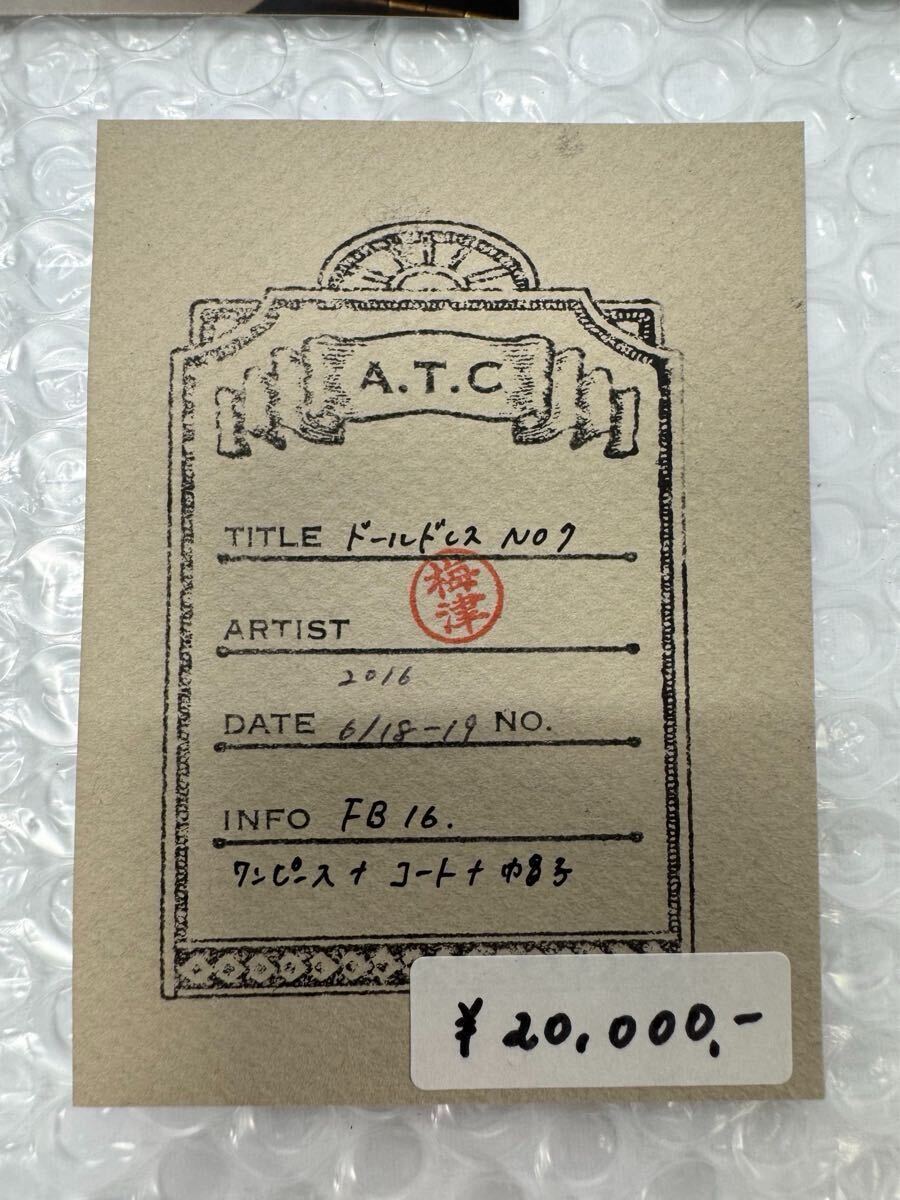 A.T.C
TITLE ドールドレス NO7
梅津
ARTIST
2016
DATE 6/18-19 NO.
INFO FB16.
ワンピース+コート+帽子
¥20,000,-